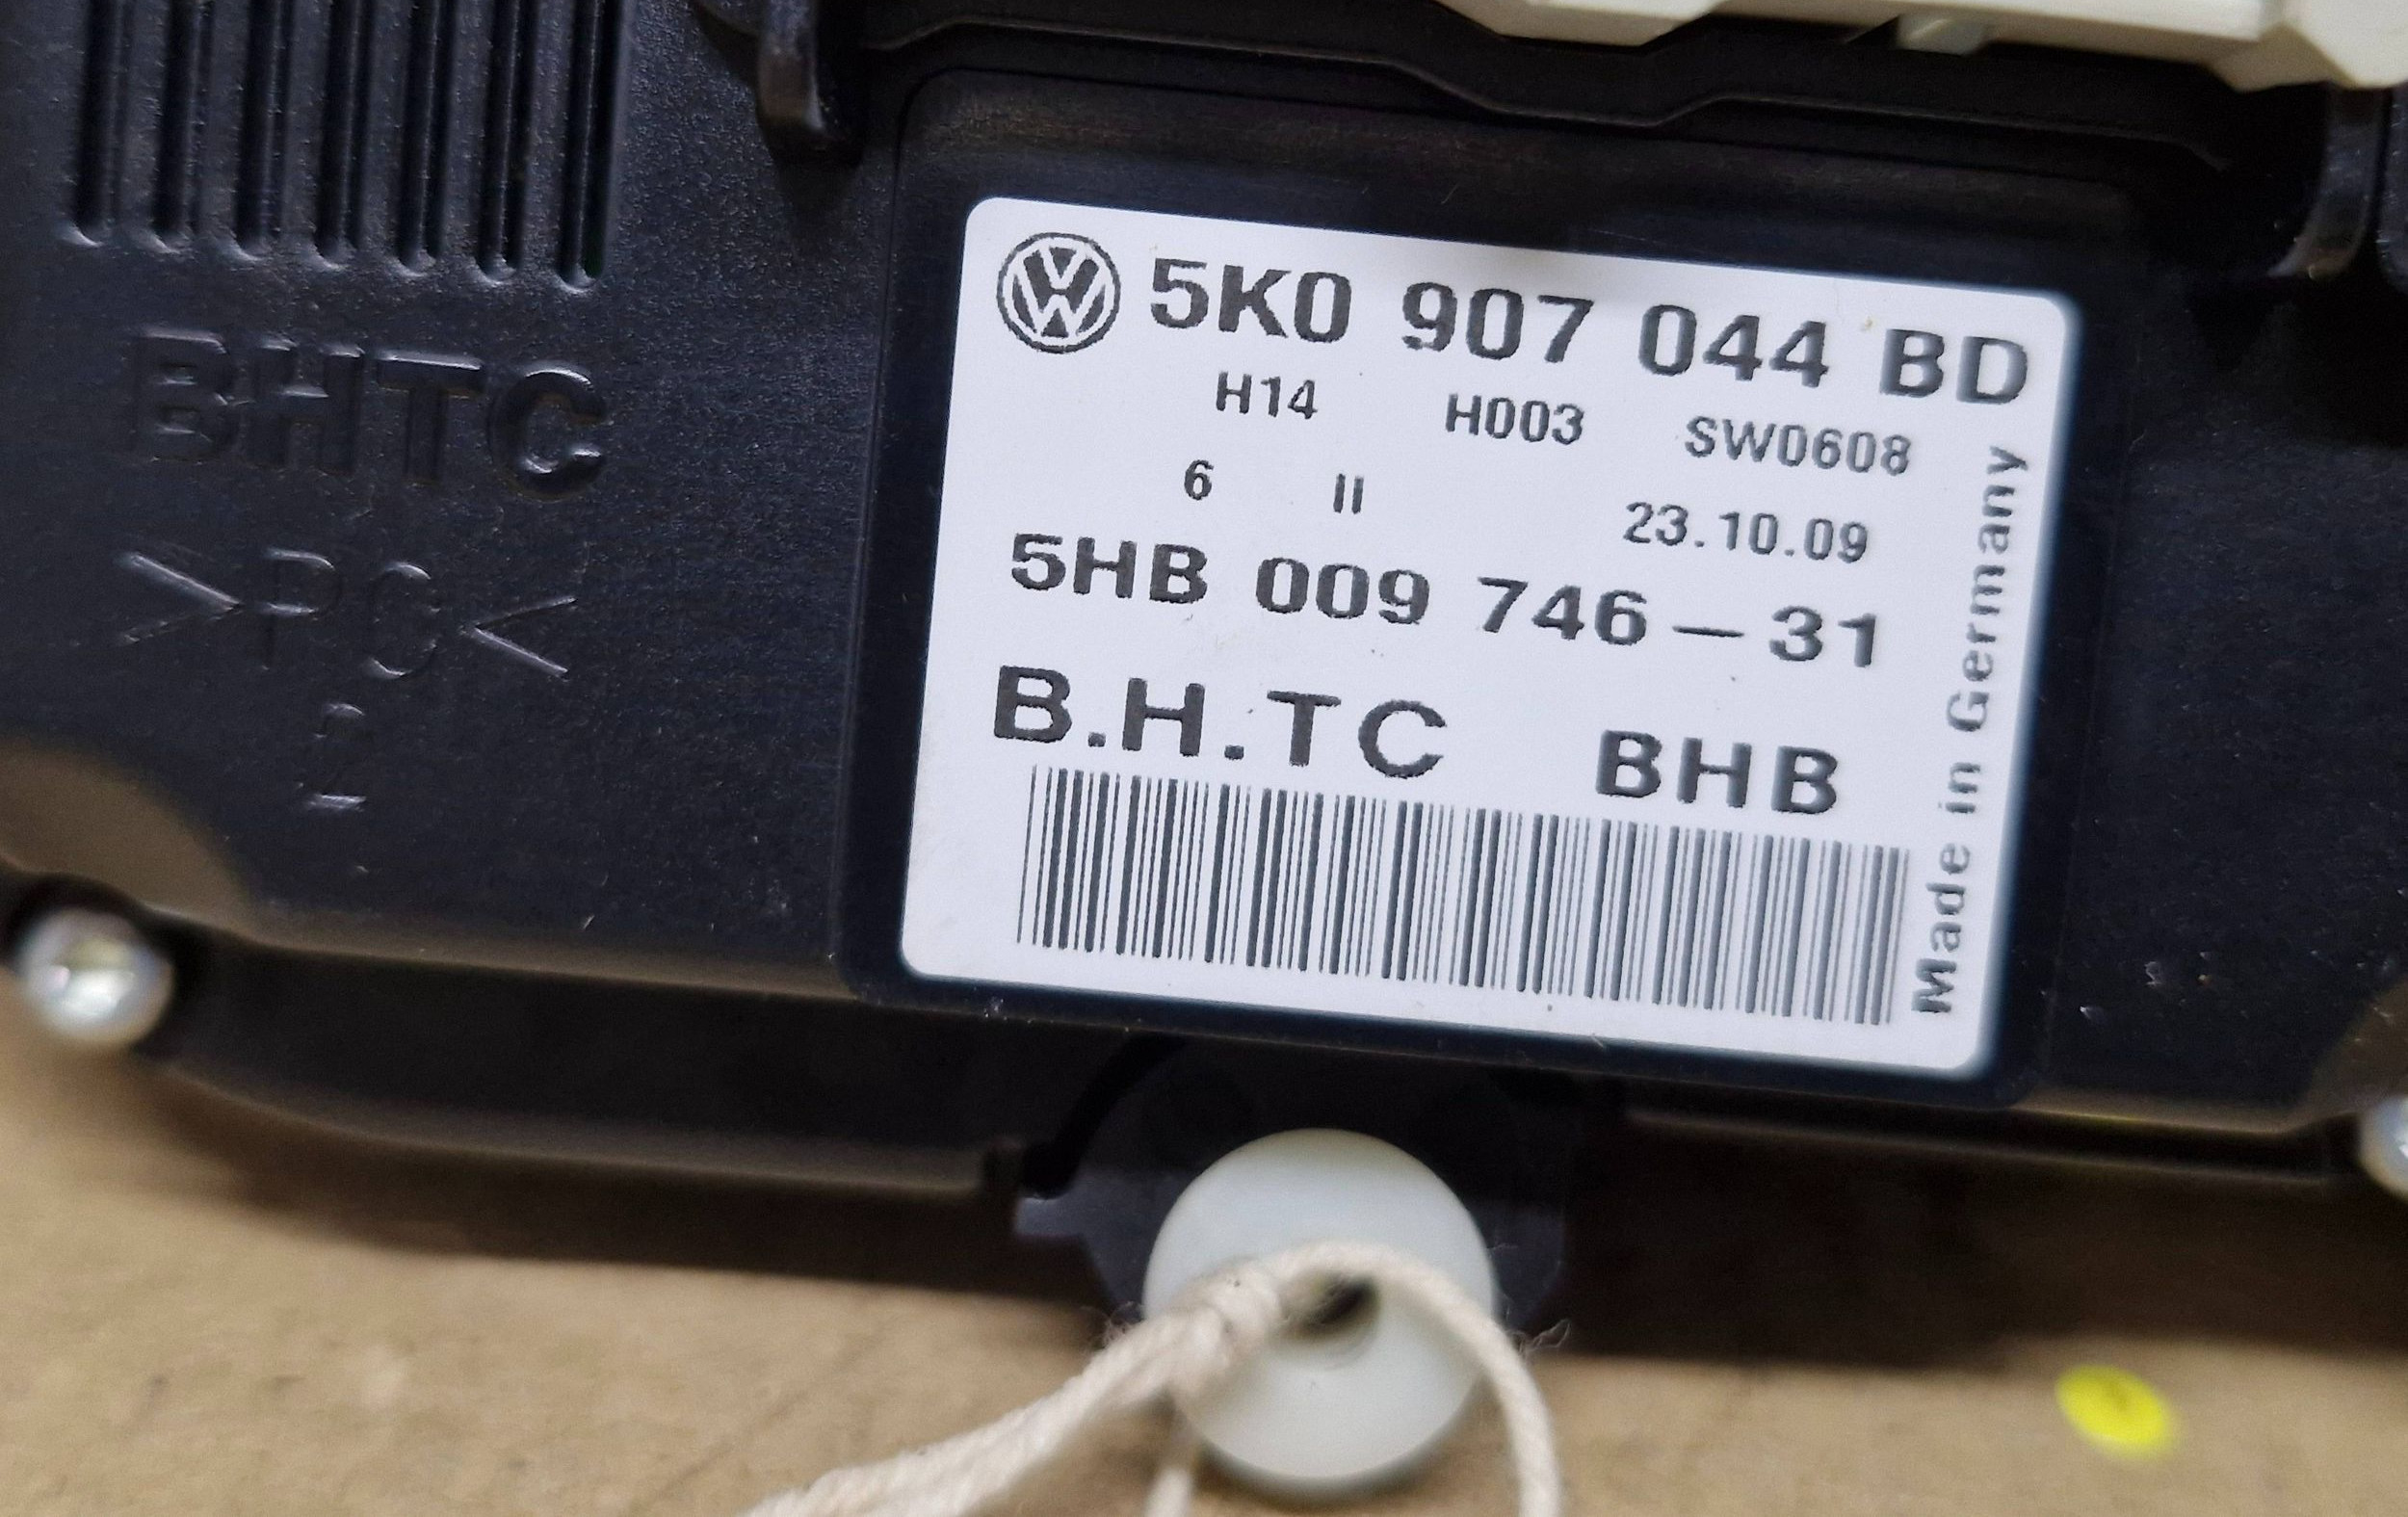 BHTC
>PC<
2
5K0 907 044 BD
H14 H003 SW0608
6 II 23.10.09
5HB 009 746-31
B.H.TC BHB
Made in Germany